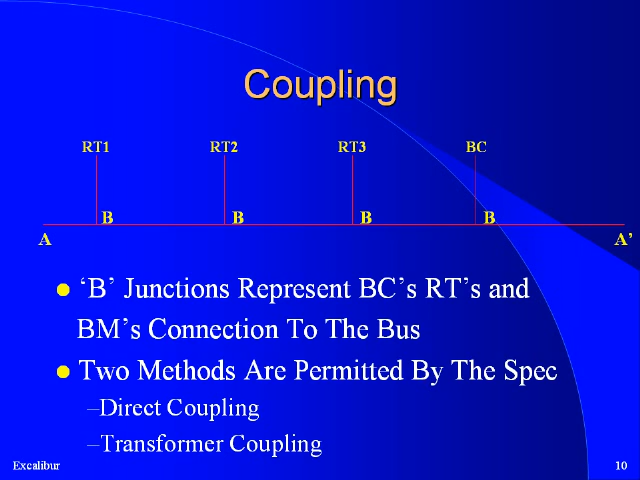 Coupling
RT1 RT2 RT3 BC
B B B B
A A’
‘B’ Junctions Represent BC’s RT’s and
BM’s Connection To The Bus
Two Methods Are Permitted By The Spec
–Direct Coupling
–Transformer Coupling
Excalibur 10